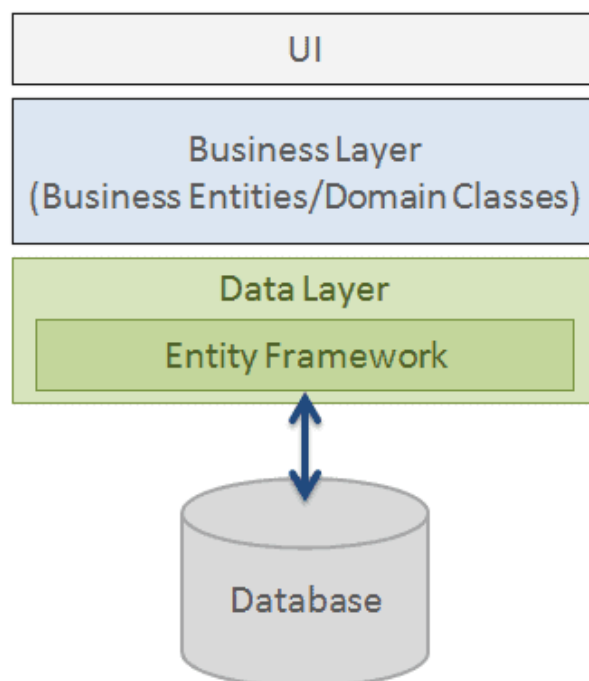 UI
Business Layer
(Business Entities/Domain Classes)
Data Layer
Entity Framework
Database